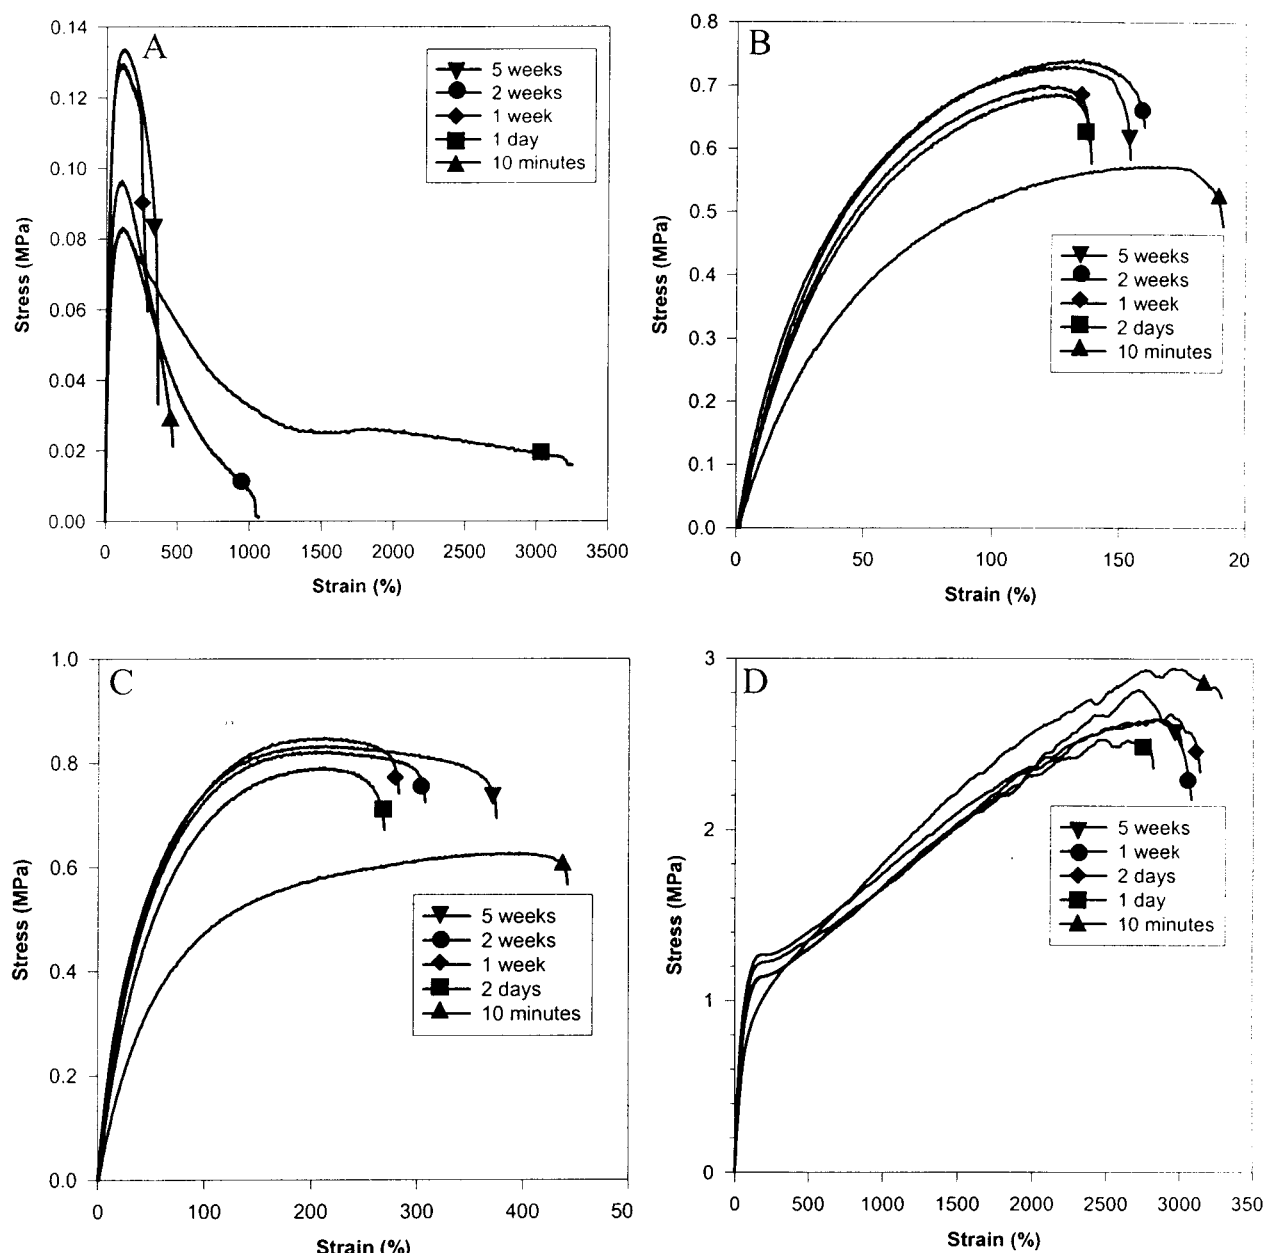 A
0.14
0.12
0.10
0.08
0.06
0.04
0.02
0.00
Stress (MPa)
5 weeks
2 weeks
1 week
1 day
10 minutes
0 500 1000 1500 2000 2500 3000 3500
Strain (%)
B
0.8
0.7
0.6
0.5
0.4
0.3
0.2
0.1
0.0
Stress (MPa)
5 weeks
2 weeks
1 week
2 days
10 minutes
0 50 100 160 20
Strain (%)
C
1.0
0.8
0.6
0.4
0.2
0.0
Stress (MPa)
5 weeks
2 weeks
1 week
2 days
10 minutes
0 100 200 300 400 50
Strain (%)
D
3
2
1
0
Stress (MPa)
5 weeks
1 week
2 days
1 day
10 minutes
0 500 1000 1500 2000 2500 3000 350
Strain (%)